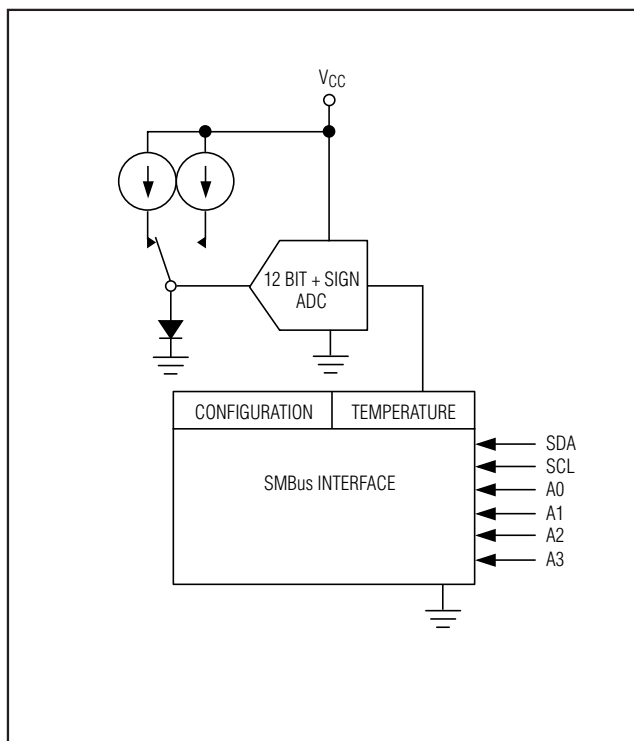 VCC
12 BIT + SIGN
ADC
CONFIGURATION
TEMPERATURE
SMBus INTERFACE
SDA
SCL
A0
A1
A2
A3